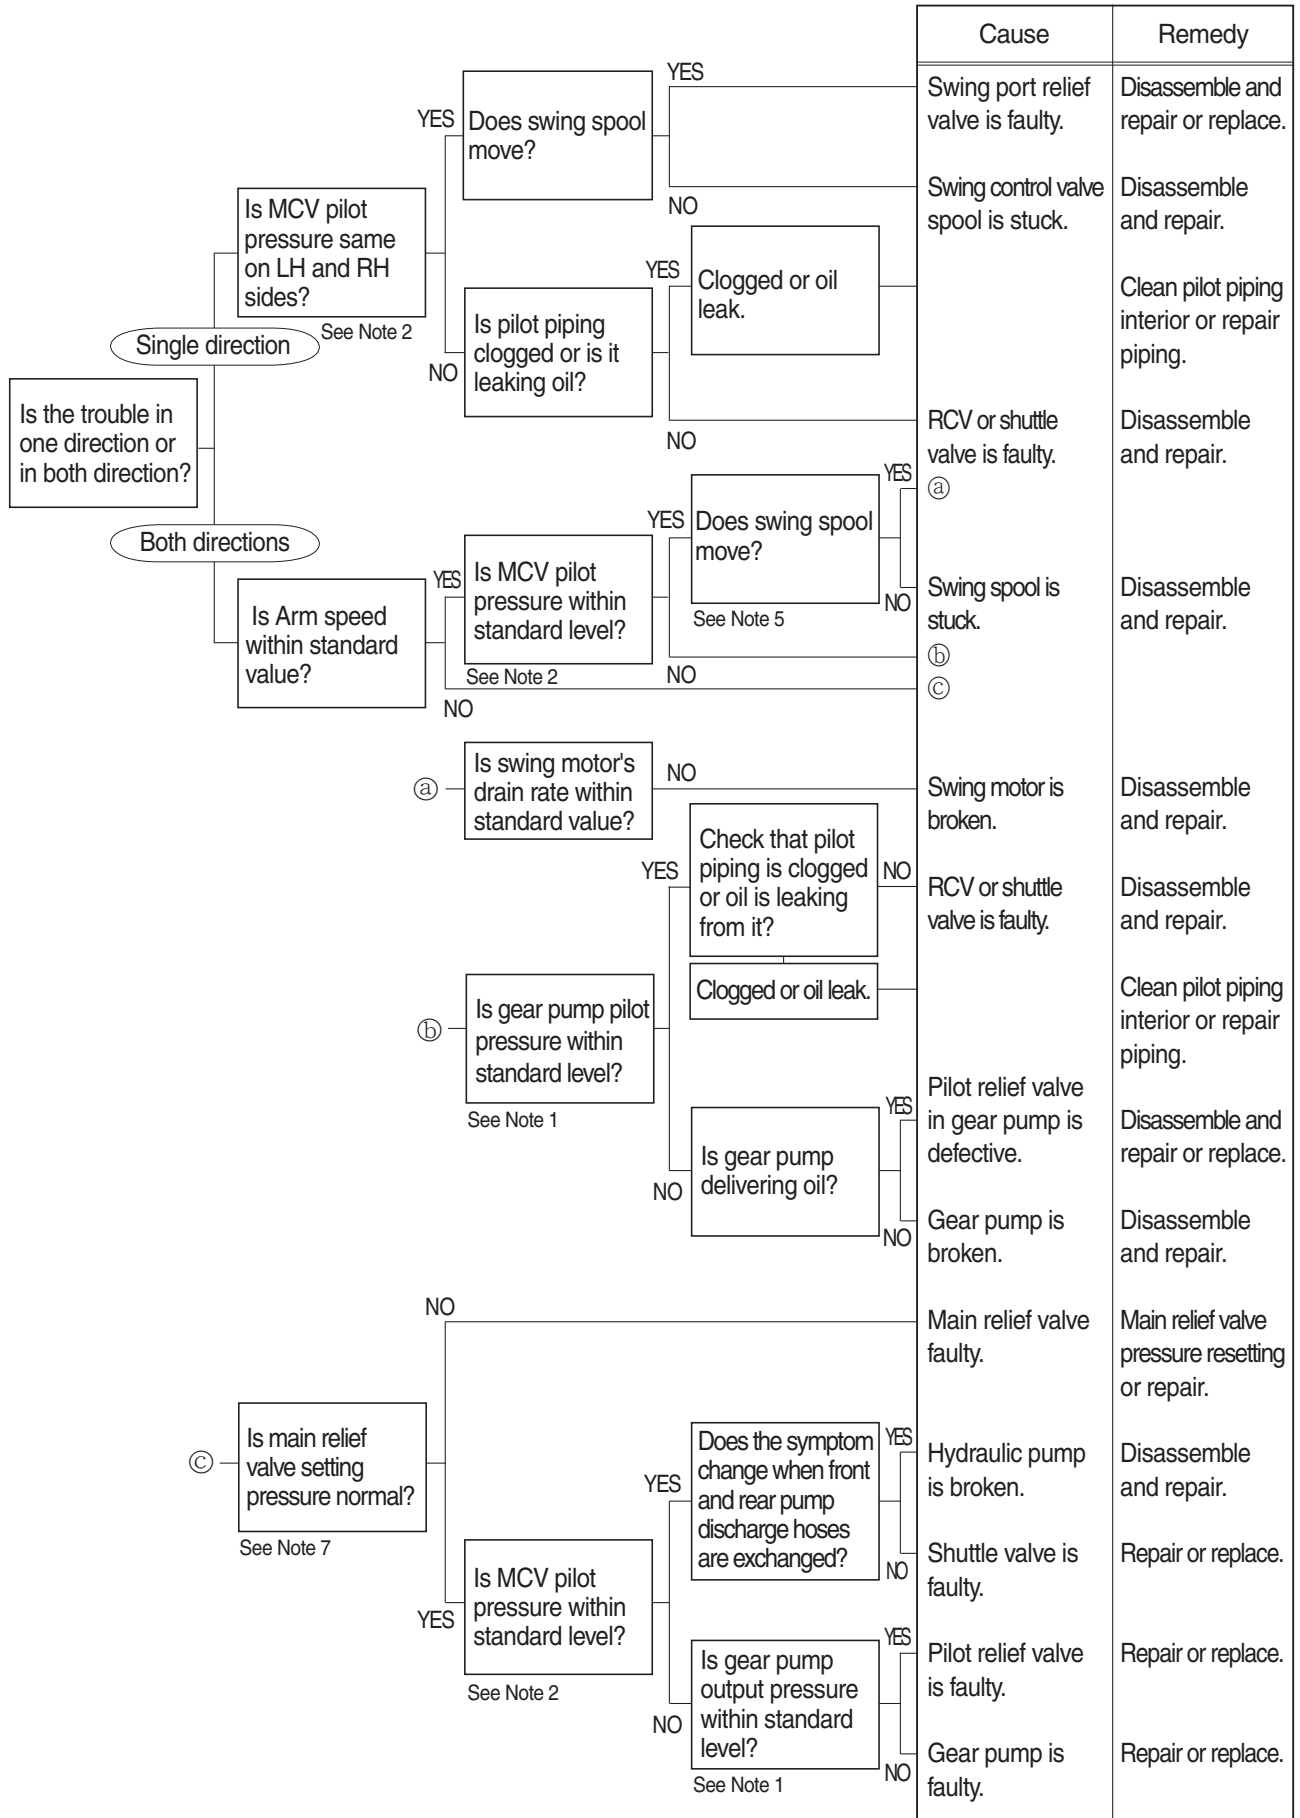 Cause
Remedy
YES
Swing port relief
valve is faulty.
Disassemble and
repair or replace.
YES
Does swing spool
move?
NO
Swing control valve
spool is stuck.
Disassemble
and repair.
Is MCV pilot
pressure same
on LH and RH
sides?
See Note 2
Single direction
YES
Clogged or oil
leak.
Clean pilot piping
interior or repair
piping.
NO
Is pilot piping
clogged or is it
leaking oil?
NO
RCV or shuttle
valve is faulty.
Disassemble
and repair.
Is the trouble in
one direction or
in both direction?
Both directions
YES
ⓐ
YES
Does swing spool
move?
See Note 5
NO
Swing spool is
stuck.
Disassemble
and repair.
YES
Is MCV pilot
pressure within
standard level?
See Note 2
NO
ⓑ
Is Arm speed
within standard
value?
NO
ⓒ
ⓐ
Is swing motor's
drain rate within
standard value?
NO
Swing motor is
broken.
Disassemble
and repair.
YES
Check that pilot
piping is clogged
or oil is leaking
from it?
NO
RCV or shuttle
valve is faulty.
Disassemble
and repair.
Clogged or oil leak.
Clean pilot piping
interior or repair
piping.
ⓑ
Is gear pump pilot
pressure within
standard level?
See Note 1
YES
Pilot relief valve
in gear pump is
defective.
Disassemble and
repair or replace.
NO
Is gear pump
delivering oil?
NO
Gear pump is
broken.
Disassemble
and repair.
NO
Main relief valve
faulty.
Main relief valve
pressure resetting
or repair.
ⓒ
Is main relief
valve setting
pressure normal?
See Note 7
YES
Does the symptom
change when front
and rear pump
discharge hoses
are exchanged?
YES
Hydraulic pump
is broken.
Disassemble
and repair.
NO
Shuttle valve is
faulty.
Repair or replace.
YES
Is MCV pilot
pressure within
standard level?
See Note 2
NO
Is gear pump
output pressure
within standard
level?
See Note 1
YES
Pilot relief valve
is faulty.
Repair or replace.
NO
Gear pump is
faulty.
Repair or replace.